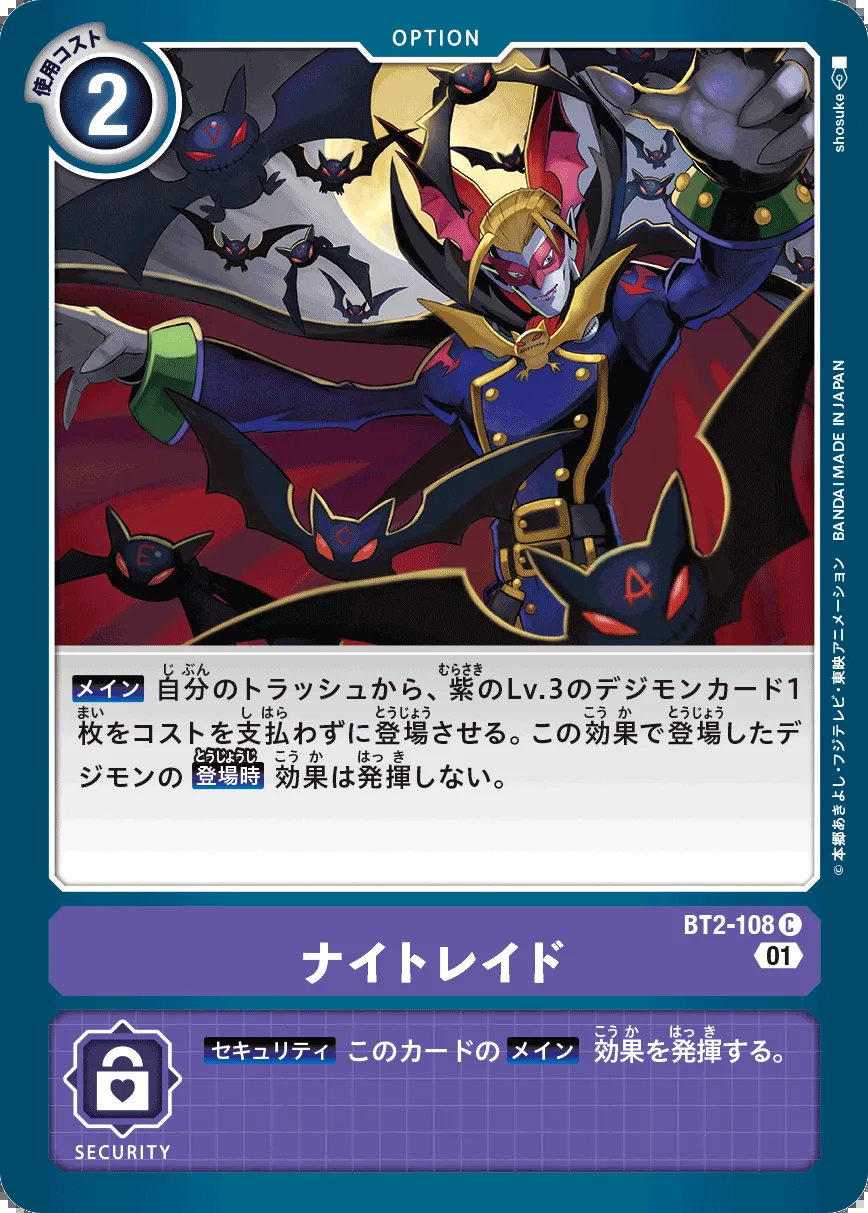 OPTION
使用コスト
2
D
K
E
O
A
shosuke
メイン 自分のトラッシュから、紫のLv.3のデジモンカード1
枚をコストを支払わずに登場させる。この効果で登場したデ
ジモンの 登場時 効果は発揮しない。
©本郷あきよし・フジテレビ・東映アニメーション BANDAI MADE IN JAPAN
BT2-108 C
ナイトレイド
01
セキュリティ このカードの メイン 効果を発揮する。
SECURITY